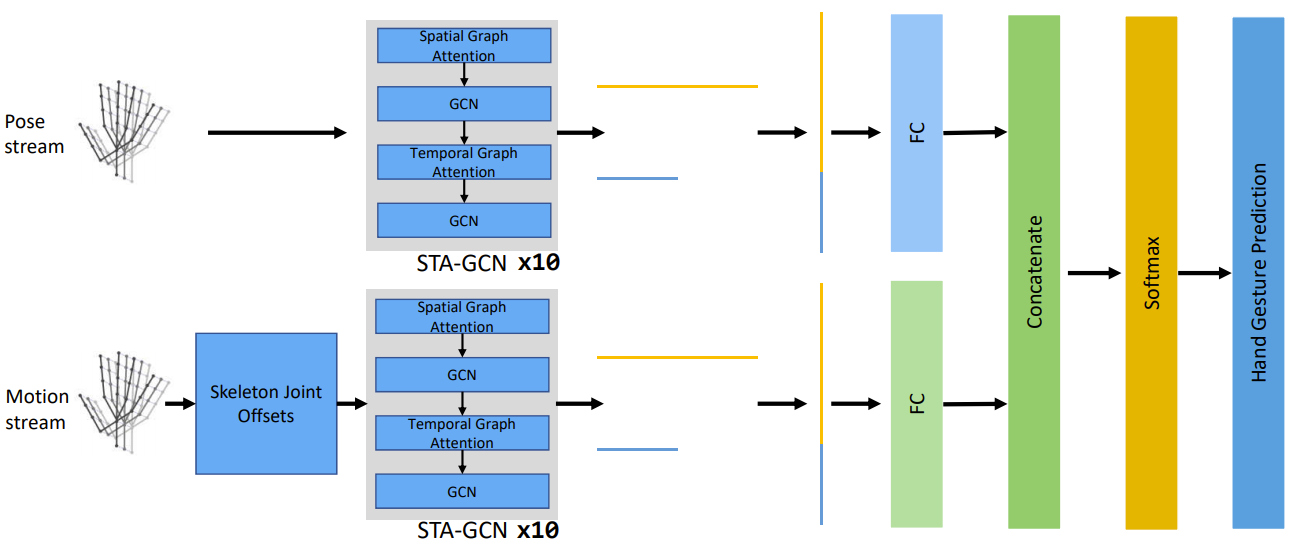 Pose
stream
Spatial Graph
Attention
GCN
Temporal Graph
Attention
GCN
STA-GCN x10
FC
Motion
stream
Skeleton Joint
Offsets
Spatial Graph
Attention
GCN
Temporal Graph
Attention
GCN
STA-GCN x10
FC
Concatenate
Softmax
Hand Gesture Prediction